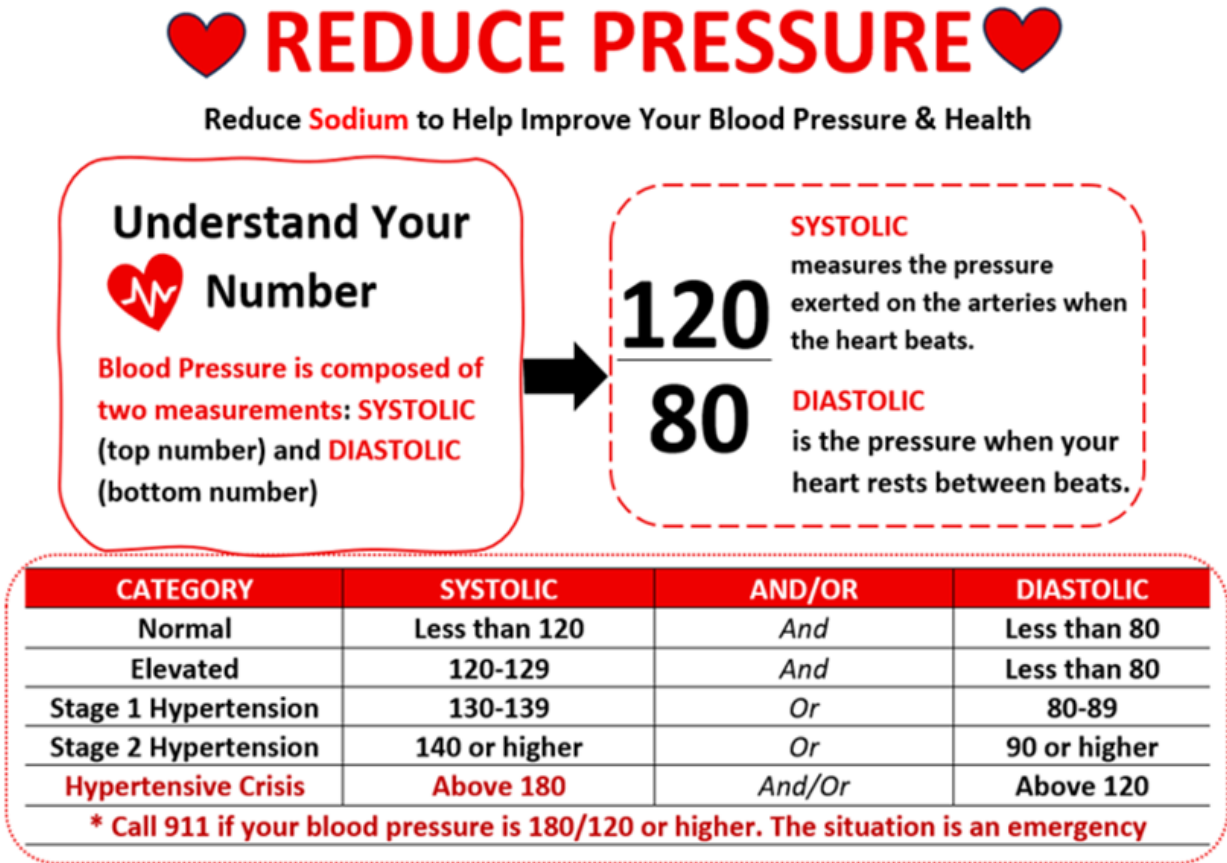 REDUCE PRESSURE
Reduce Sodium to Help Improve Your Blood Pressure & Health
Understand Your
Number
Blood Pressure is composed of
two measurements: SYSTOLIC
(top number) and DIASTOLIC
(bottom number)
120
80
SYSTOLIC
measures the pressure
exerted on the arteries when
the heart beats.
DIASTOLIC
is the pressure when your
heart rests between beats.
CATEGORY SYSTOLIC AND/OR DIASTOLIC
Normal Less than 120 And Less than 80
Elevated 120-129 And Less than 80
Stage 1 Hypertension 130-139 Or 80-89
Stage 2 Hypertension 140 or higher Or 90 or higher
Hypertensive Crisis Above 180 And/Or Above 120
* Call 911 if your blood pressure is 180/120 or higher. The situation is an emergency